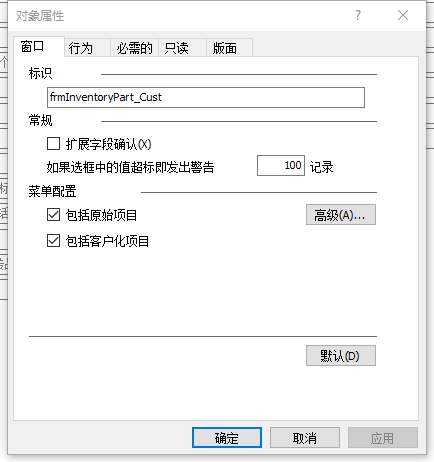 对象属性
窗口 行为 必需的 只读 版面
标识
frmInventoryPart_Cust
常规
扩展字段确认(X)
如果选框中的值超标即发出警告 100 记录
菜单配置
包括原始项目 高级(A)...
包括客户化项目
默认(D)
确定 取消 应用